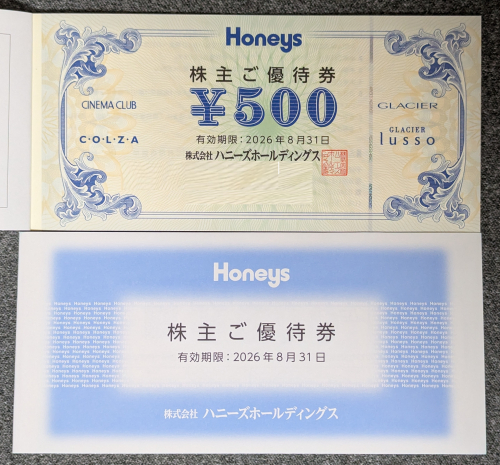 Honeys
株主ご優待券
CINEMA CLUB
¥500
GLACIER
C·O·L·Z·A
GLACIER
lusso
有効期限：2026年8月31日
株式会社 ハニーズホールディングス
Honeys
株主ご優待券
有効期限：2026年8月31日
株式会社 ハニーズホールディングス